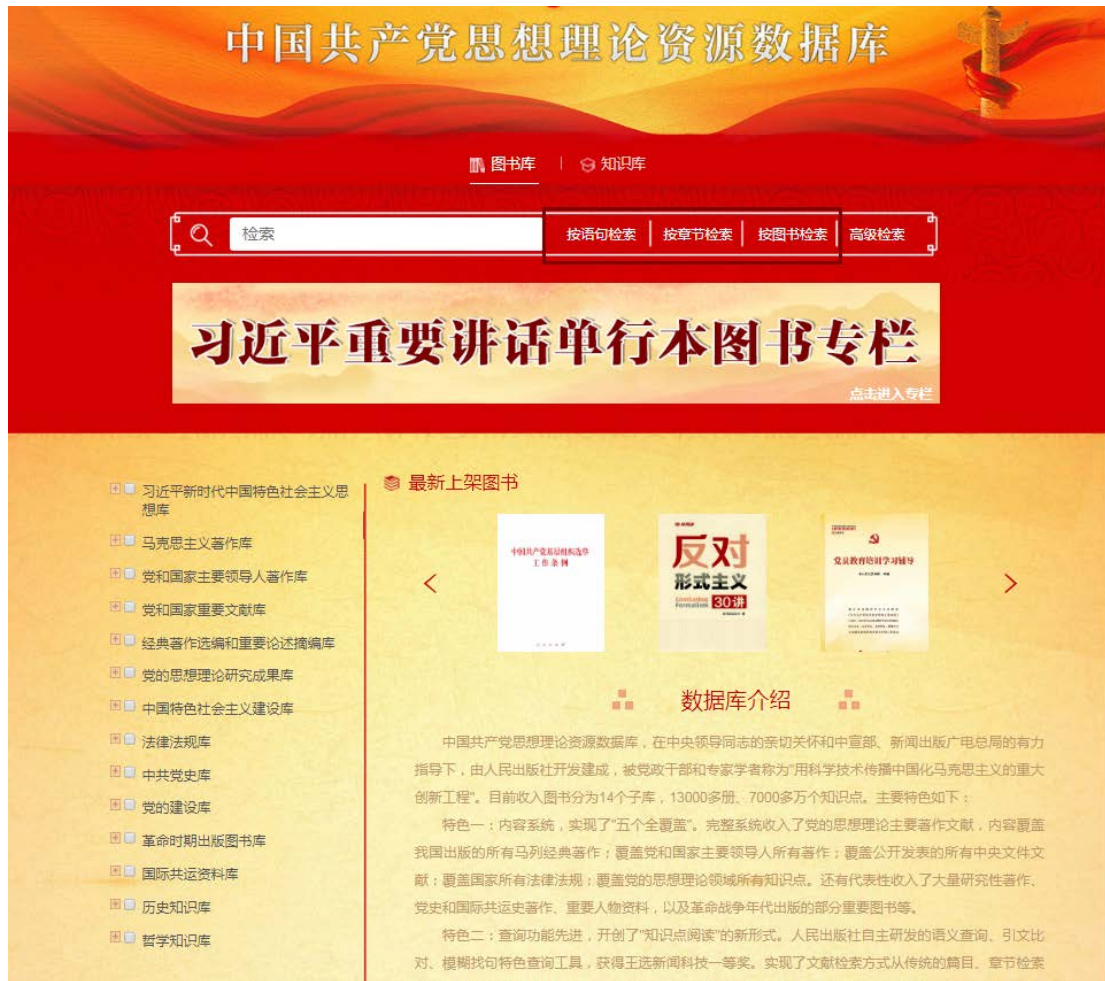 中国共产党思想理论资源数据库
图书库
知识库
检索
按语句检索
按章节检索
按图书检索
高级检索
习近平重要讲话单行本图书专栏
点击进入专栏
习近平新时代中国特色社会主义思
想库
马克思主义著作库
党和国家主要领导人著作库
党和国家重要文献库
经典著作选编和重要论述摘编库
党的思想理论研究成果库
中国特色社会主义建设库
法律法规库
中共党史库
党的建设库
革命时期出版图书库
国际共运资料库
历史知识库
哲学知识库
最新上架图书
中国共产党基层组织选举
工作条例
反对
形式主义
30讲
党员教育培训学习辅导
数据库介绍
中国共产党思想理论资源数据库，在中央领导同志的亲切关怀和中宣部、新闻出版广电总局的有力
指导下，由人民出版社开发建成，被党政干部和专家学者称为"用科学技术传播中国化马克思主义的重大
创新工程"。目前收入图书分为14个子库，13000多册、7000多万个知识点。主要特色如下：
特色一：内容系统，实现了"五个全覆盖"。完整系统收入了党的思想理论主要著作文献，内容覆盖
我国出版的所有马列经典著作；覆盖党和国家主要领导人所有著作；覆盖公开发表的所有中央文件文
献；覆盖国家所有法律法规；覆盖党的思想理论领域所有知识点。还有代表性收入了大量研究性著作、
党史和国际共运史著作、重要人物资料，以及革命战争年代出版的部分重要图书等。
特色二：查询功能先进，开创了"知识点阅读"的新形式。人民出版社自主研发的语义查询、引文比
对、模糊找句特色查询工具，获得王选新闻科技一等奖。实现了文献检索方式从传统的篇目、章节检索